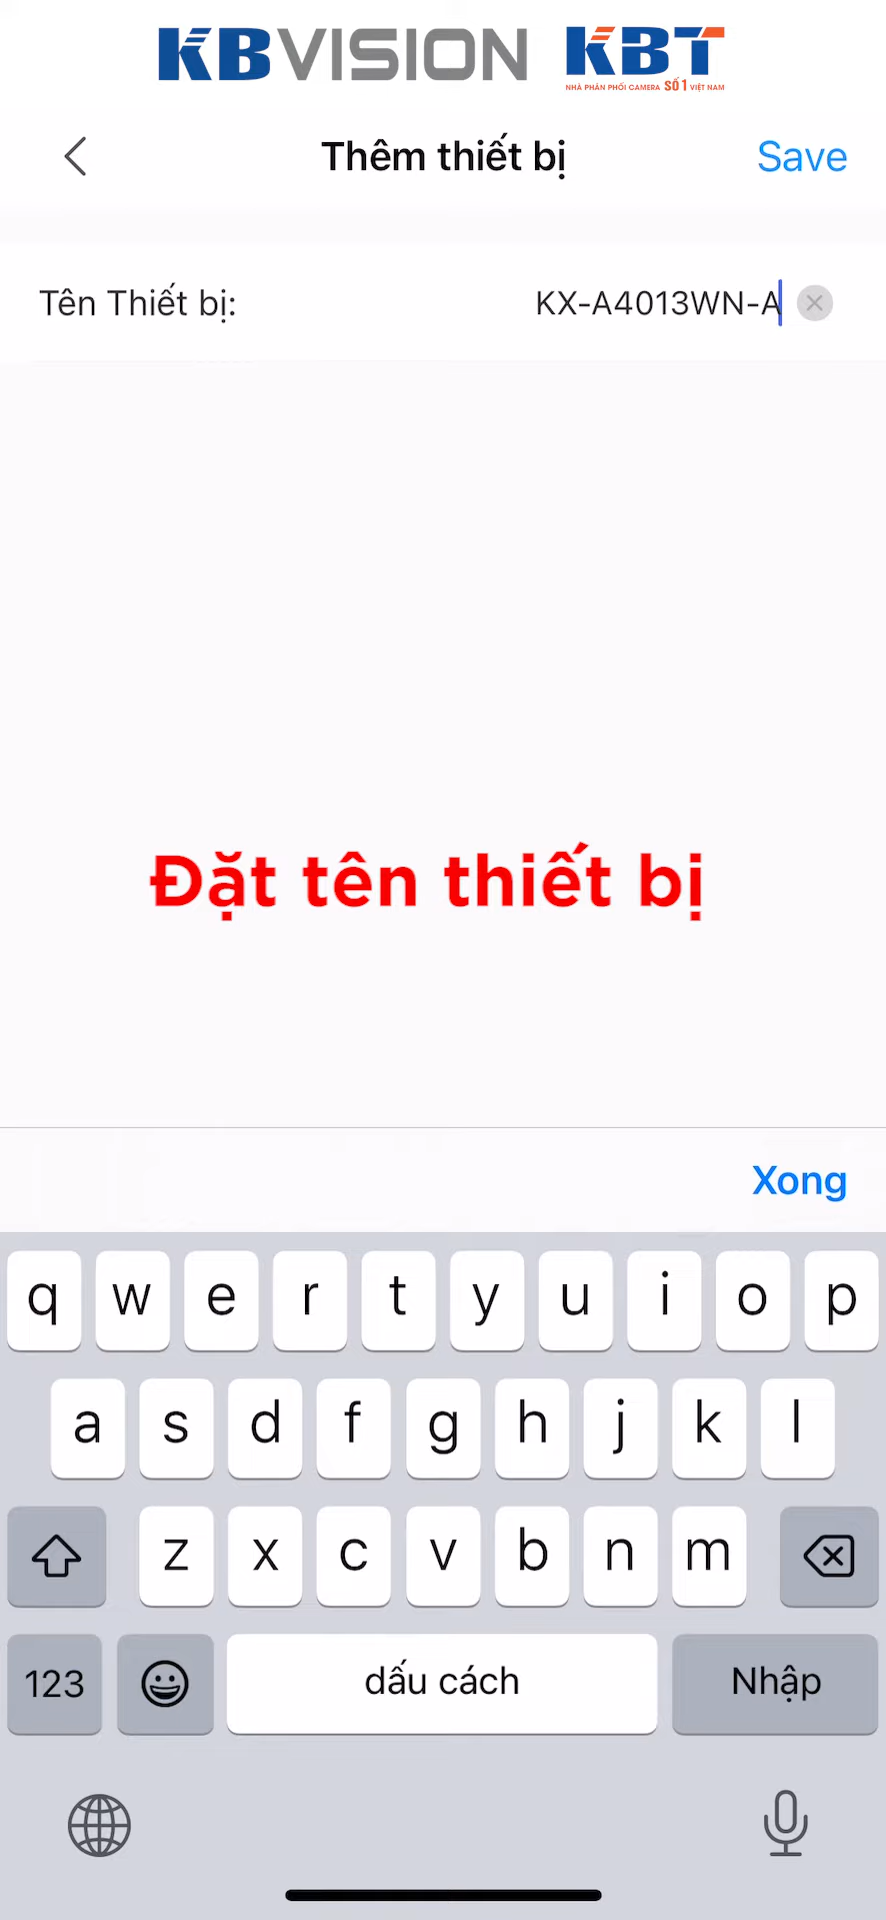 KBVISION KBT
NHÀ PHÂN PHỐI CAMERA SỐ 1 VIỆT NAM
Thêm thiết bị Save
Tên Thiết bị: KX-A4013WN-A
Đặt tên thiết bị
Xong
q w e r t y u i o p
a s d f g h j k l
z x c v b n m
123 dấu cách Nhập